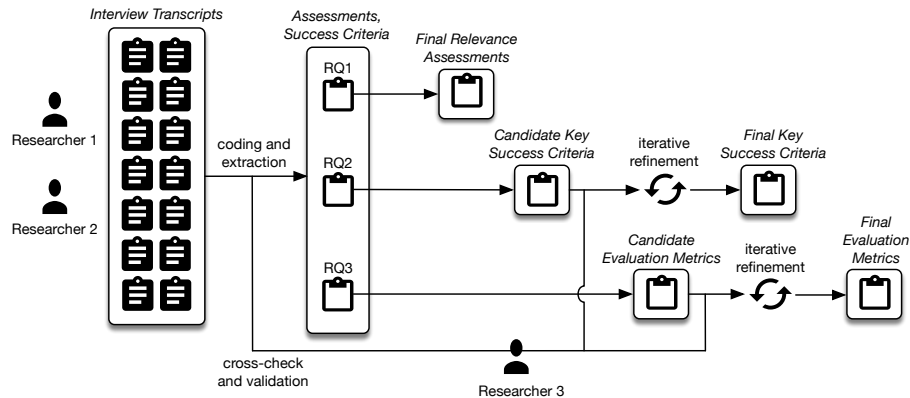 Interview Transcripts
Researcher 1
Researcher 2
coding and
extraction
cross-check
and validation
Assessments,
Success Criteria
RQ1
RQ2
RQ3
Final Relevance
Assessments
Candidate Key
Success Criteria
iterative
refinement
Final Key
Success Criteria
Candidate
Evaluation Metrics
iterative
refinement
Final
Evaluation
Metrics
Researcher 3